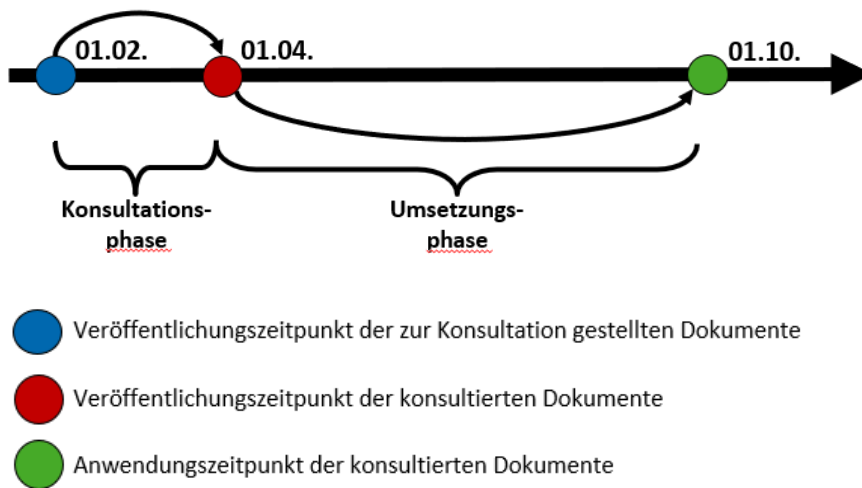 01.02.
01.04.
01.10.
Konsultations-
phase
Umsetzungs-
phase
Veröffentlichungszeitpunkt der zur Konsultation gestellten Dokumente
Veröffentlichungszeitpunkt der konsultierten Dokumente
Anwendungszeitpunkt der konsultierten Dokumente